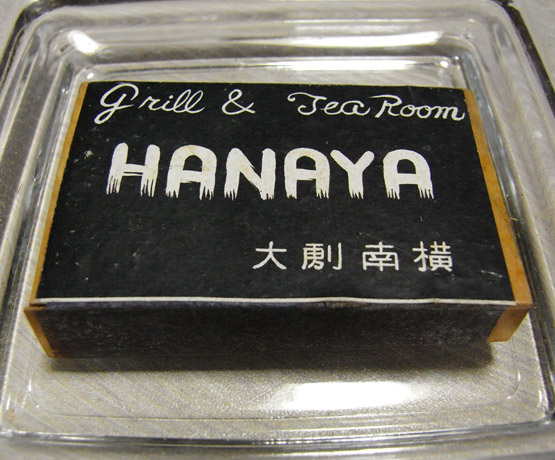 Grill & Tea Room
HANAYA
大劇南横